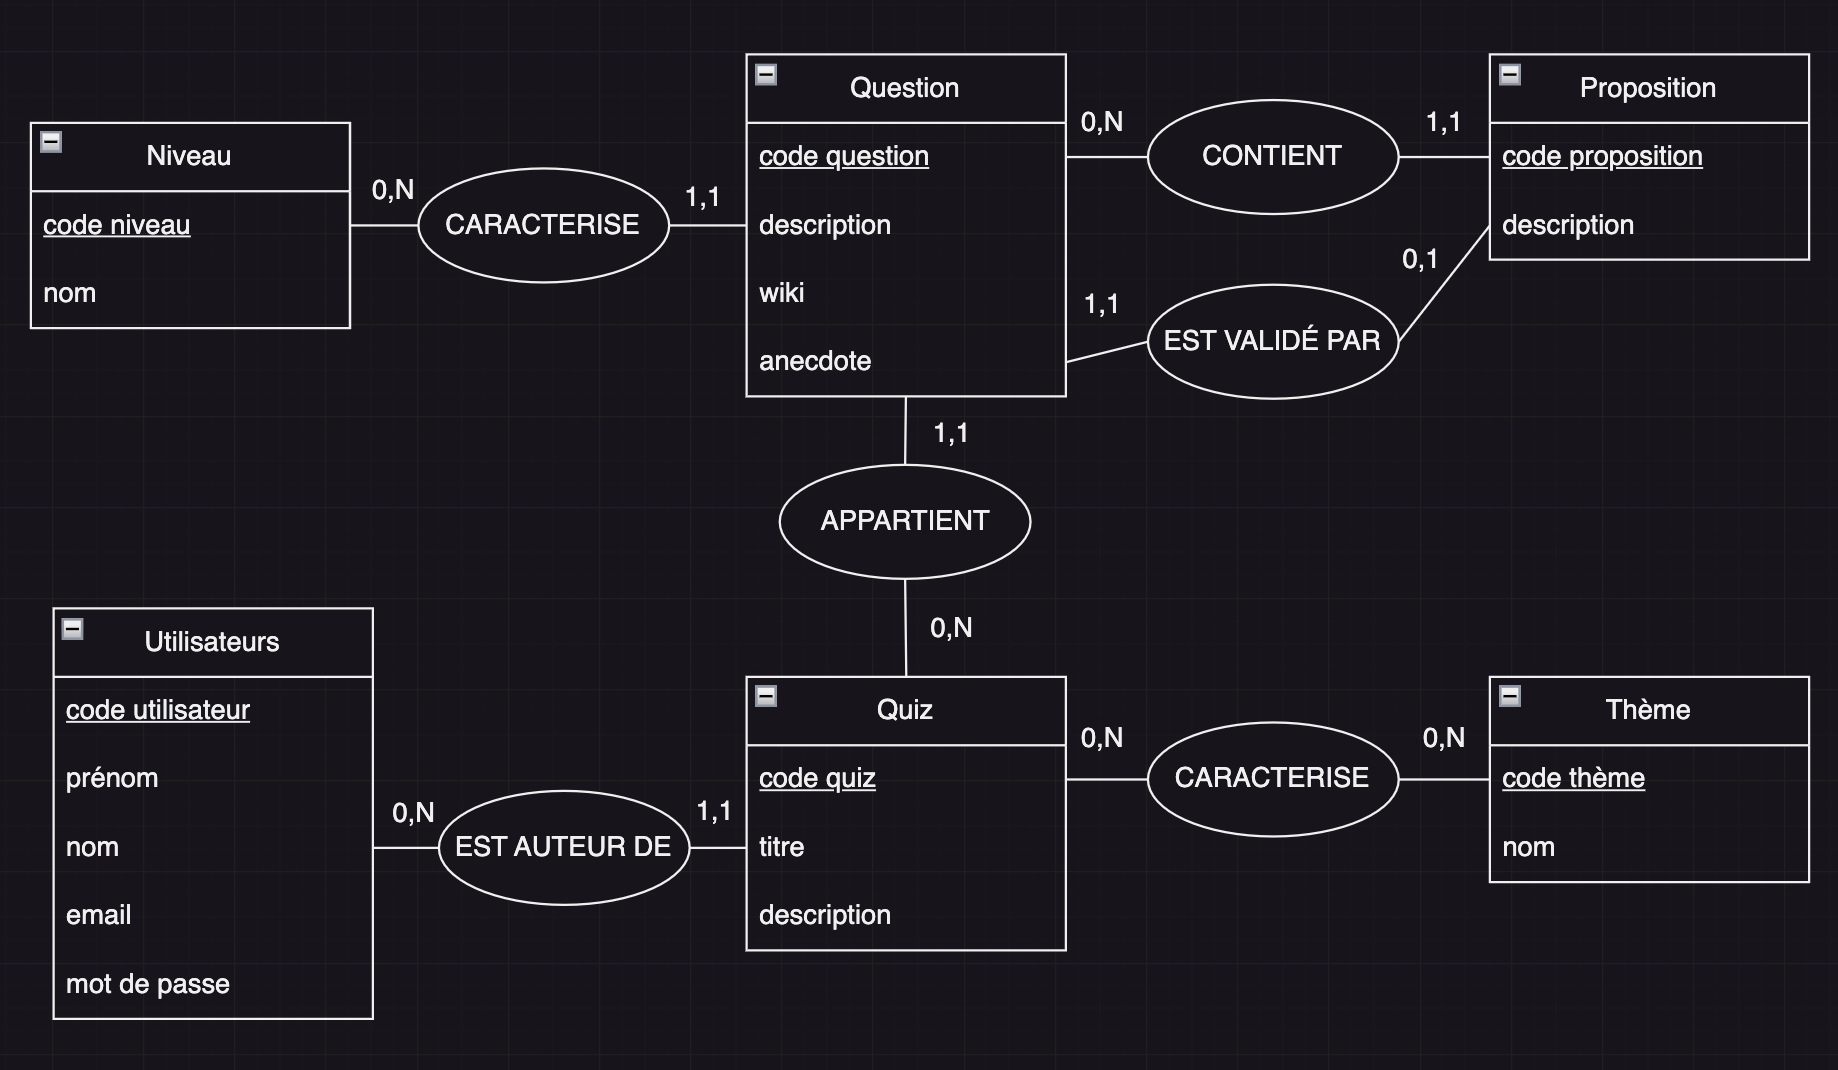 Question
code question
description
wiki
anecdote
0,N
CONTIENT
1,1
Proposition
code proposition
description
Niveau
code niveau
nom
0,N
CARACTERISE
1,1
1,1
EST VALIDÉ PAR
0,1
1,1
APPARTIENT
0,N
Utilisateurs
code utilisateur
prénom
nom
email
mot de passe
0,N
EST AUTEUR DE
1,1
Quiz
code quiz
titre
description
0,N
CARACTERISE
0,N
Thème
code thème
nom